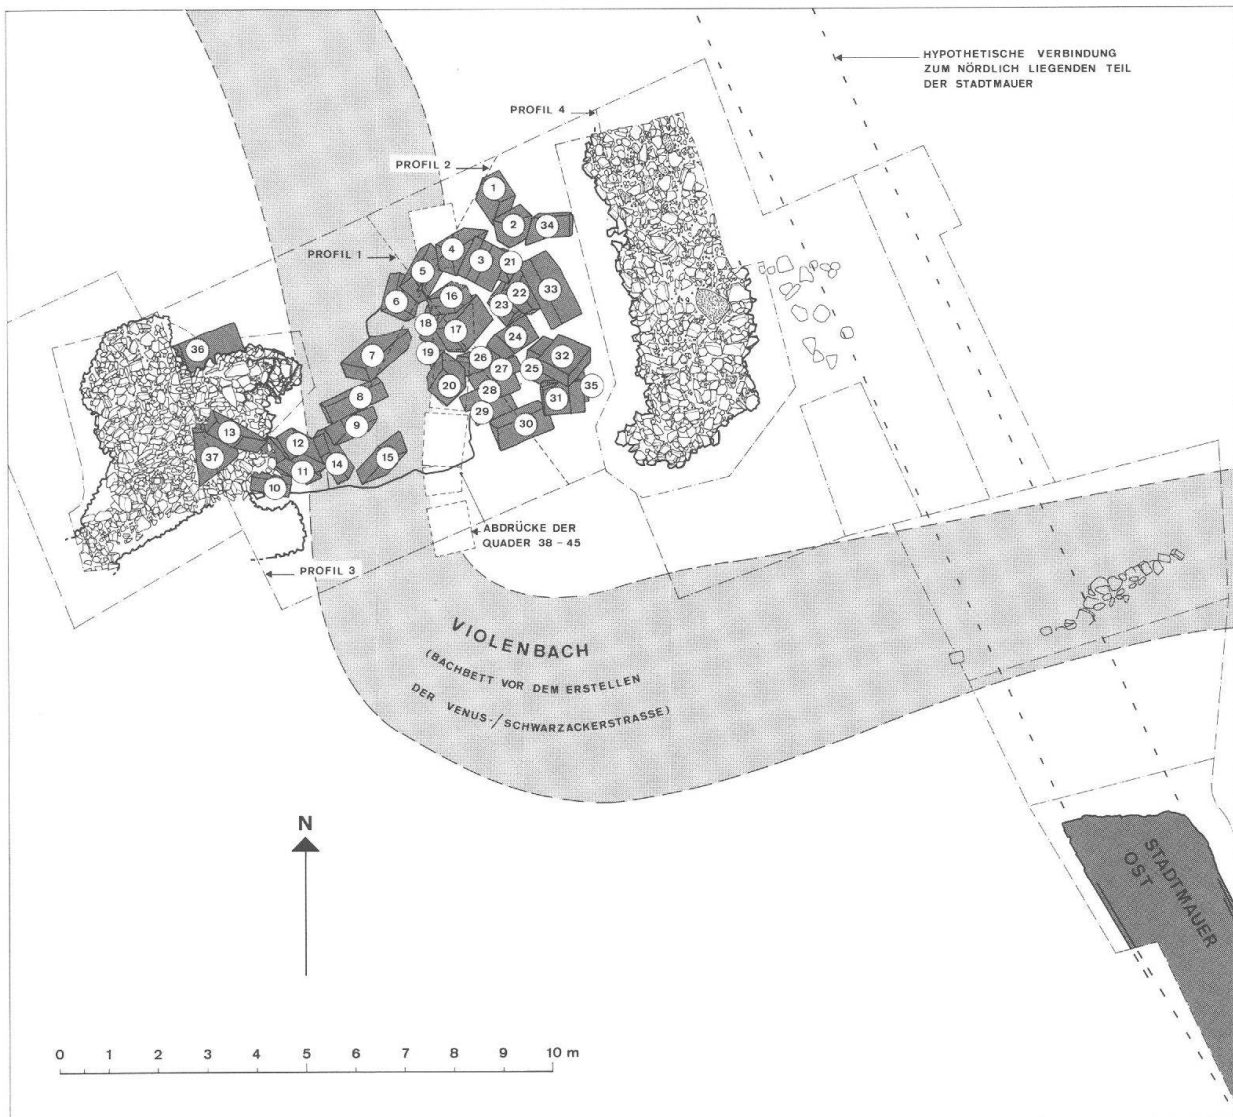 HYPOTHETISCHE VERBINDUNG
ZUM NÖRDLICH LIEGENDEN TEIL
DER STADTMAUER
PROFIL 4
PROFIL 2
1
2
34
PROFIL 1
4
3
21
5
33
6
16
22
23
18
17
24
36
7
19
26
32
27
25
20
35
8
28
31
29
9
30
13
12
37
14
15
11
10
ABDRÜCKE DER
QUADER 38 – 45
PROFIL 3
VIOLENBACH
(BACHBETT VOR DEM ERSTELLEN
DER VENUS-/SCHWARZACKERSTRASSE)
N
STADTMAUER
OST
0 1 2 3 4 5 6 7 8 9 10 m